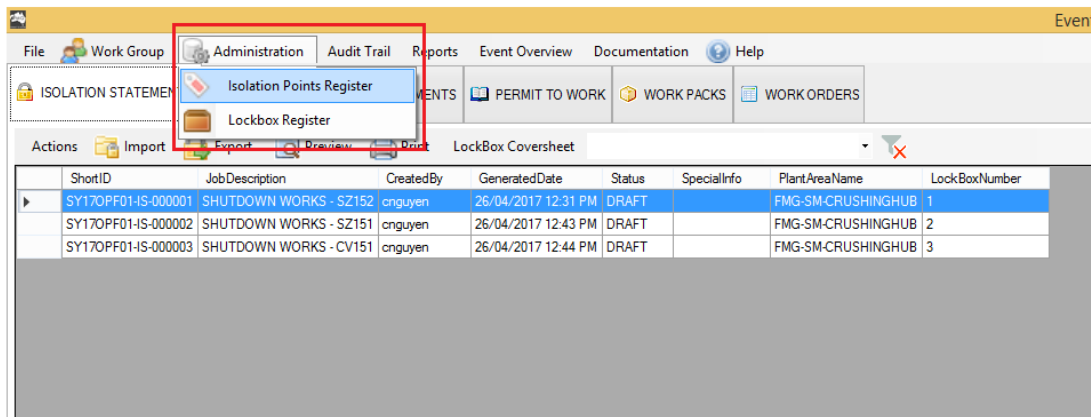 Even
File Work Group Administration Audit Trail Reports Event Overview Documentation Help
ISOLATION STATEMEN MENTS PERMIT TO WORK WORK PACKS WORK ORDERS
Isolation Points Register
Lockbox Register
Actions Import Export Preview Print LockBox Coversheet
ShortID JobDescription CreatedBy GeneratedDate Status SpecialInfo PlantAreaName LockBoxNumber
SY17OPF01-IS-000001 SHUTDOWN WORKS - SZ152 cnguyen 26/04/2017 12:31 PM DRAFT FMG-SM-CRUSHINGHUB 1
SY17OPF01-IS-000002 SHUTDOWN WORKS - SZ151 cnguyen 26/04/2017 12:43 PM DRAFT FMG-SM-CRUSHINGHUB 2
SY17OPF01-IS-000003 SHUTDOWN WORKS - CV151 cnguyen 26/04/2017 12:44 PM DRAFT FMG-SM-CRUSHINGHUB 3